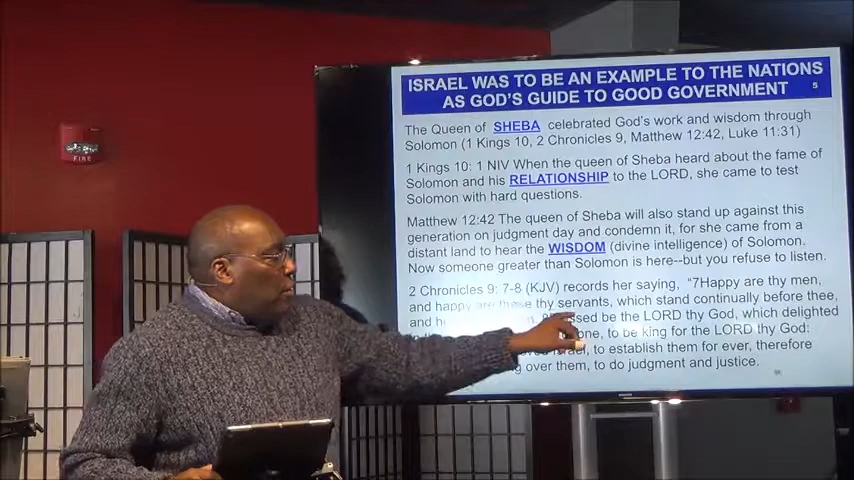 ISRAEL WAS TO BE AN EXAMPLE TO THE NATIONS
AS GOD'S GUIDE TO GOOD GOVERNMENT 5
The Queen of SHEBA celebrated God's work and wisdom through
Solomon (1 Kings 10, 2 Chronicles 9, Matthew 12:42, Luke 11:31)
1 Kings 10: 1 NIV When the queen of Sheba heard about the fame of
Solomon and his RELATIONSHIP to the LORD, she came to test
Solomon with hard questions.
Matthew 12:42 The queen of Sheba will also stand up against this
generation on judgment day and condemn it, for she came from a
distant land to hear the WISDOM (divine intelligence) of Solomon.
Now someone greater than Solomon is here--but you refuse to listen.
2 Chronicles 9: 7-8 (KJV) records her saying, "7Happy are thy men,
and happy are these thy servants, which stand continually before thee,
and h sed be the LORD thy God, which delighted
one, to be king for the LORD thy God:
Israel, to establish them for ever, therefore
over them, to do judgment and justice.
FIRE